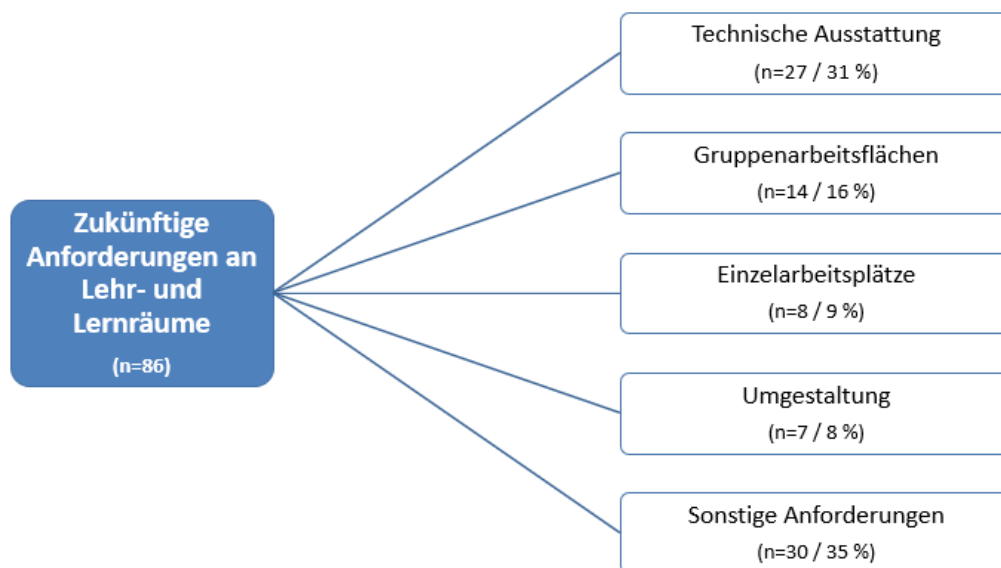 Zukünftige
Anforderungen an
Lehr- und
Lernräume
(n=86)
Technische Ausstattung
(n=27 / 31 %)
Gruppenarbeitsflächen
(n=14 / 16 %)
Einzelarbeitsplätze
(n=8 / 9 %)
Umgestaltung
(n=7 / 8 %)
Sonstige Anforderungen
(n=30 / 35 %)